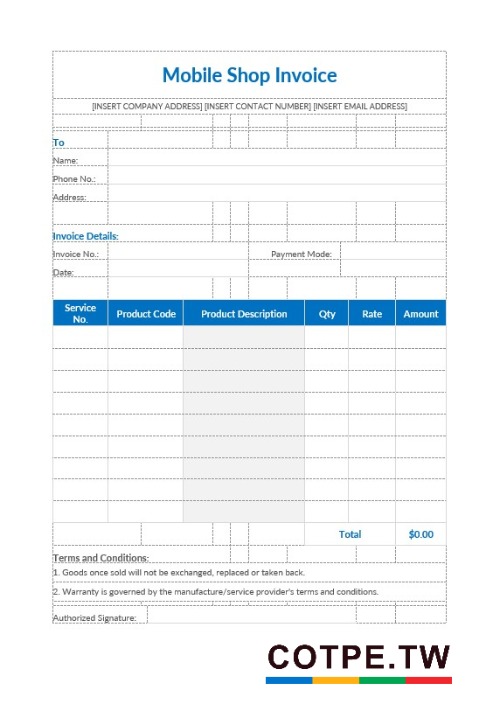 Mobile Shop Invoice
[INSERT COMPANY ADDRESS] [INSERT CONTACT NUMBER] [INSERT EMAIL ADDRESS]
To
Name:
Phone No.:
Address:
Invoice Details:
Invoice No.: Payment Mode:
Date:
Service No. Product Code Product Description Qty Rate Amount
Total $0.00
Terms and Conditions:
1. Goods once sold will not be exchanged, replaced or taken back.
2. Warranty is governed by the manufacture/service provider's terms and conditions.
Authorized Signature:
COTPE.TW